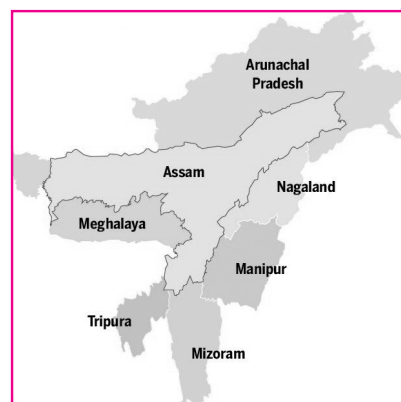 Arunachal
Pradesh
Assam
Nagaland
Meghalaya
Manipur
Tripura
Mizoram